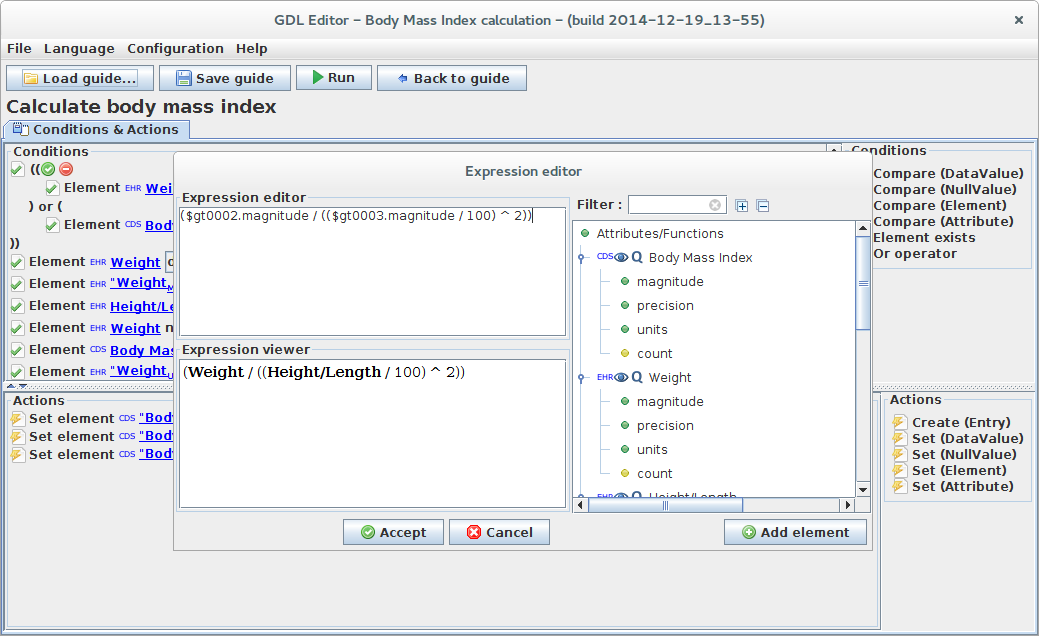 GDL Editor – Body Mass Index calculation – (build 2014-12-19_13-55)
File Language Configuration Help
Load guide... Save guide Run Back to guide
Calculate body mass index
Conditions & Actions
Conditions
((
Element EHR Wei
) or (
Element CDS Body
))
Element EHR Weight
Element EHR "Weight
Element EHR Height/Le
Element EHR Weight n
Element CDS Body Mas
Element EHR "Weight
Actions
Set element CDS "Body
Set element CDS "Body
Set element CDS "Body
Expression editor
Expression editor
($gt0002.magnitude / (($gt0003.magnitude / 100) ^ 2))
Expression viewer
(Weight / ((Height/Length / 100) ^ 2))
Filter :
Attributes/Functions
CDS Body Mass Index
magnitude
precision
units
count
EHR Weight
magnitude
precision
units
count
EHR Height/Length
Accept Cancel Add element
Conditions
Compare (DataValue)
Compare (NullValue)
Compare (Element)
Compare (Attribute)
Element exists
Or operator
Actions
Create (Entry)
Set (DataValue)
Set (NullValue)
Set (Element)
Set (Attribute)